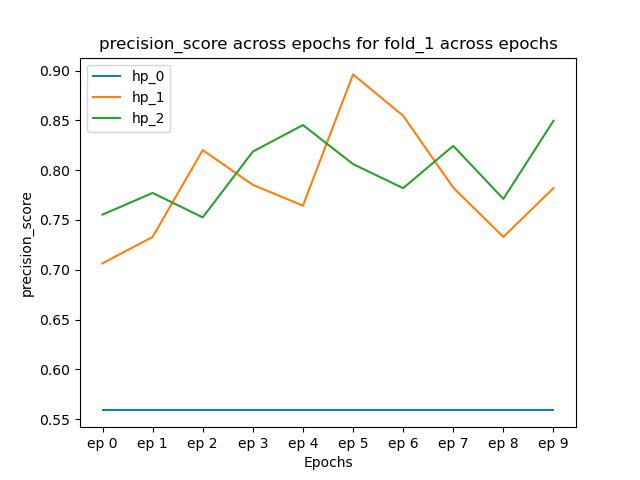 precision_score across epochs for fold_1 across epochs
hp_0
hp_1
hp_2
precision_score
0.90
0.85
0.80
0.75
0.70
0.65
0.60
0.55
ep 0 ep 1 ep 2 ep 3 ep 4 ep 5 ep 6 ep 7 ep 8 ep 9
Epochs